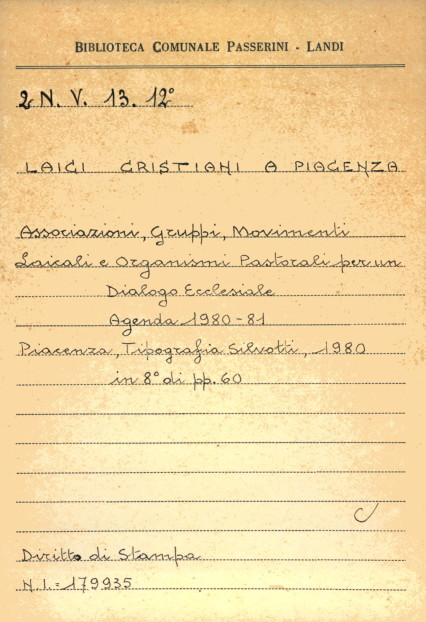 BIBLIOTECA COMUNALE PASSERINI - LANDI
2 N. V. 13. 12°
LAICI CRISTIANI A PIACENZA
Associazioni, Gruppi, Movimenti
Laicali e Organismi Pastorali per un
Dialogo Ecclesiale
Agenda 1980-81
Piacenza, Tipografia Silvotti, 1980
in 8° di pp. 60
Diritto di Stampa
N.I. = 179935